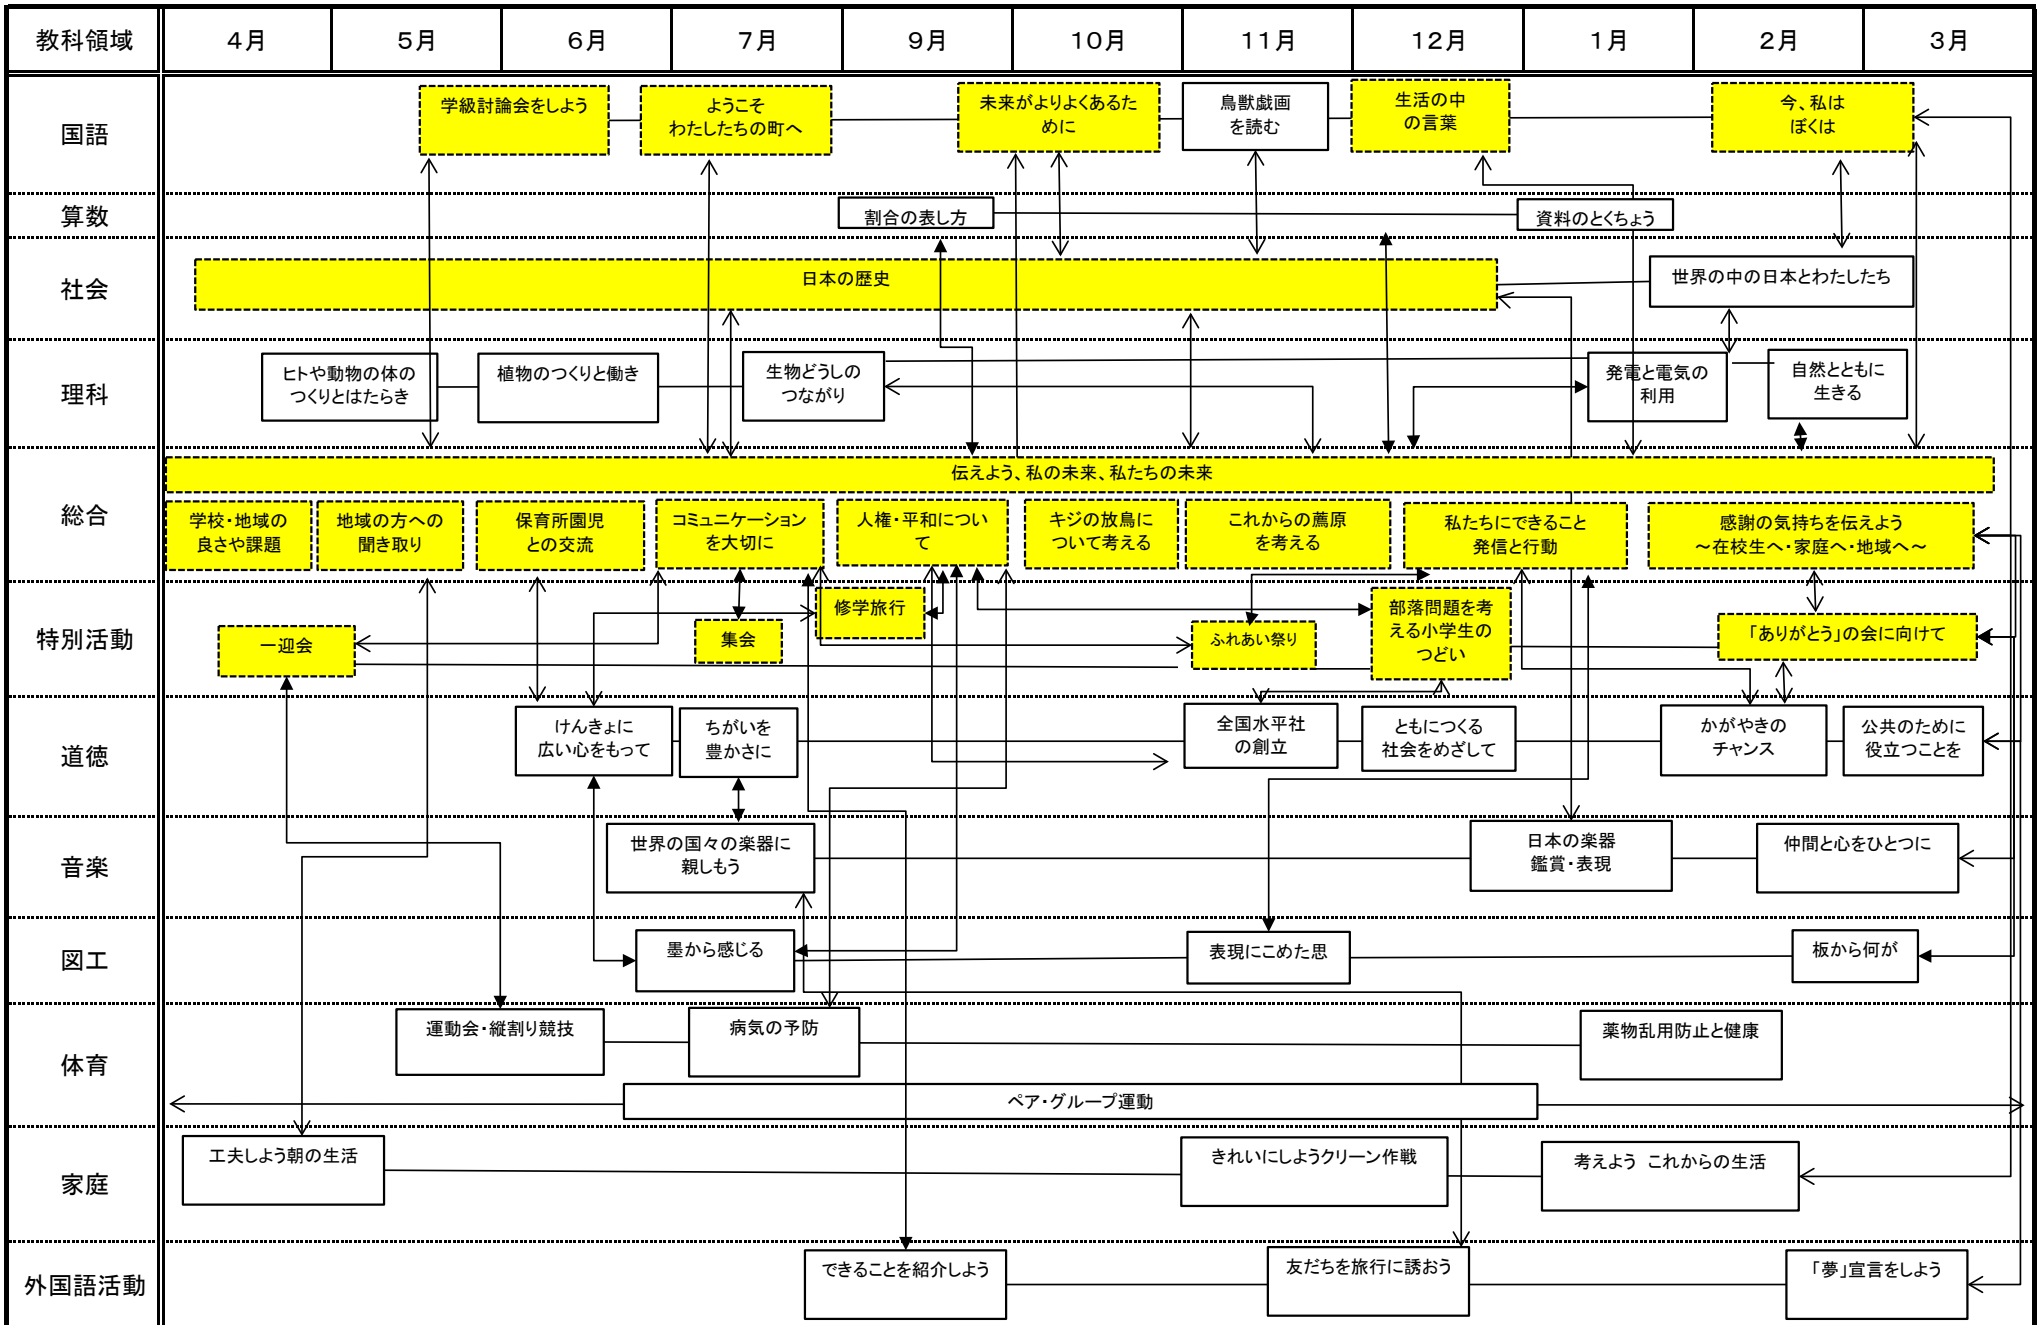 教科領域
４月
５月
６月
７月
９月
１０月
１１月
１２月
１月
２月
３月
国語
学級討論会をしよう
ようこそ
わたしたちの町へ
未来がよりよくあるた
めに
鳥獣戯画
を読む
生活の中
の言葉
今、私は
ぼくは
算数
割合の表し方
資料のとくちょう
社会
日本の歴史
世界の中の日本とわたしたち
理科
ヒトや動物の体の
つくりとはたらき
植物のつくりと働き
生物どうしの
つながり
発電と電気の
利用
自然とともに
生きる
総合
伝えよう、私の未来、私たちの未来
学校・地域の
良さや課題
地域の方への
聞き取り
保育所園児
との交流
コミュニケーション
を大切に
人権・平和につい
て
キジの放鳥に
ついて考える
これからの薦原
を考える
私たちにできること
発信と行動
感謝の気持ちを伝えよう
～在校生へ・家庭へ・地域へ～
特別活動
一迎会
集会
修学旅行
ふれあい祭り
部落問題を考
える小学生の
つどい
「ありがとう」の会に向けて
道徳
けんきょに
広い心をもって
ちがいを
豊かさに
全国水平社
の創立
ともにつくる
社会をめざして
かがやきの
チャンス
公共のために
役立つことを
音楽
世界の国々の楽器に
親しもう
日本の楽器
鑑賞・表現
仲間と心をひとつに
図工
墨から感じる
表現にこめた思
板から何が
体育
運動会・縦割り競技
病気の予防
薬物乱用防止と健康
ペア・グループ運動
家庭
工夫しよう朝の生活
きれいにしようクリーン作戦
考えよう これからの生活
外国語活動
できることを紹介しよう
友だちを旅行に誘おう
「夢」宣言をしよう